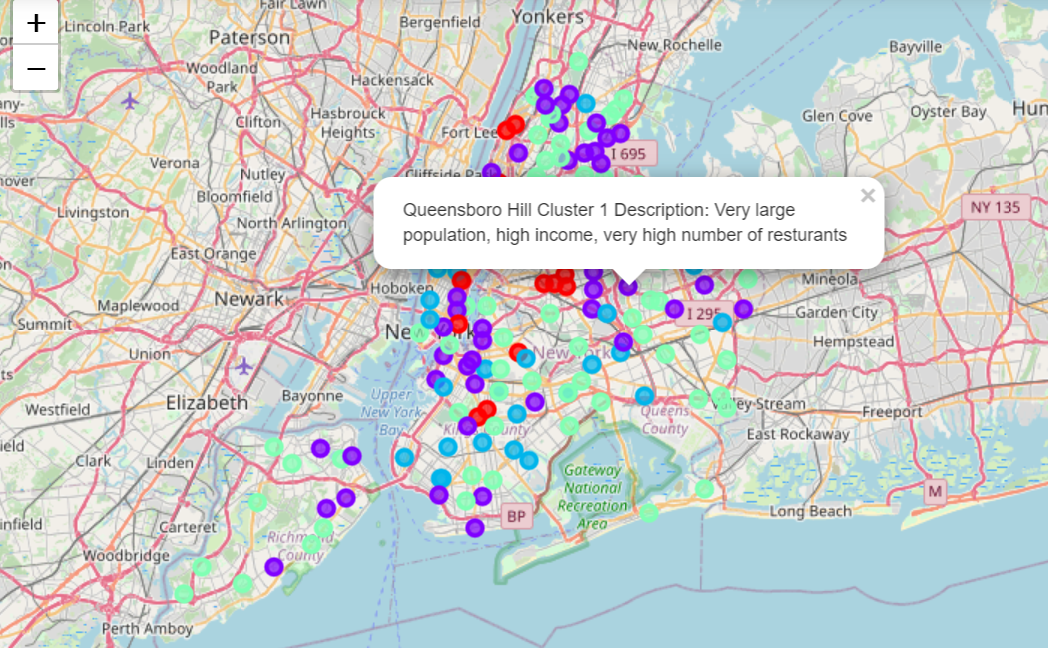 +
−
Lincoln Park
Fair Lawn
Paterson
Bergenfield
Yonkers
New Rochelle
Bayville
Woodland
Park
Hackensack
Glen Cove
Oyster Bay
Clifton
Hasbrouck
Heights
Fort Lee
I 695
Verona
Nutley
Cliffside Pa
Bloomfield
Livingston
North Arlington
NY 135
Queensboro Hill Cluster 1 Description: Very large
population, high income, very high number of resturants
×
East Orange
Hoboken
Mineola
Maplewood
Newark
I 295
Garden City
Summit
Union
New York
Hempstead
New York
Bayonne
Elizabeth
Upper
New York
Bay
Westfield
Queens
County
Valley Stream
Freeport
Kings County
East Rockaway
Clark
Linden
Gateway
National
Recreation
Area
M
BP
Long Beach
Carteret
Richmond
County
Woodbridge
Perth Amboy